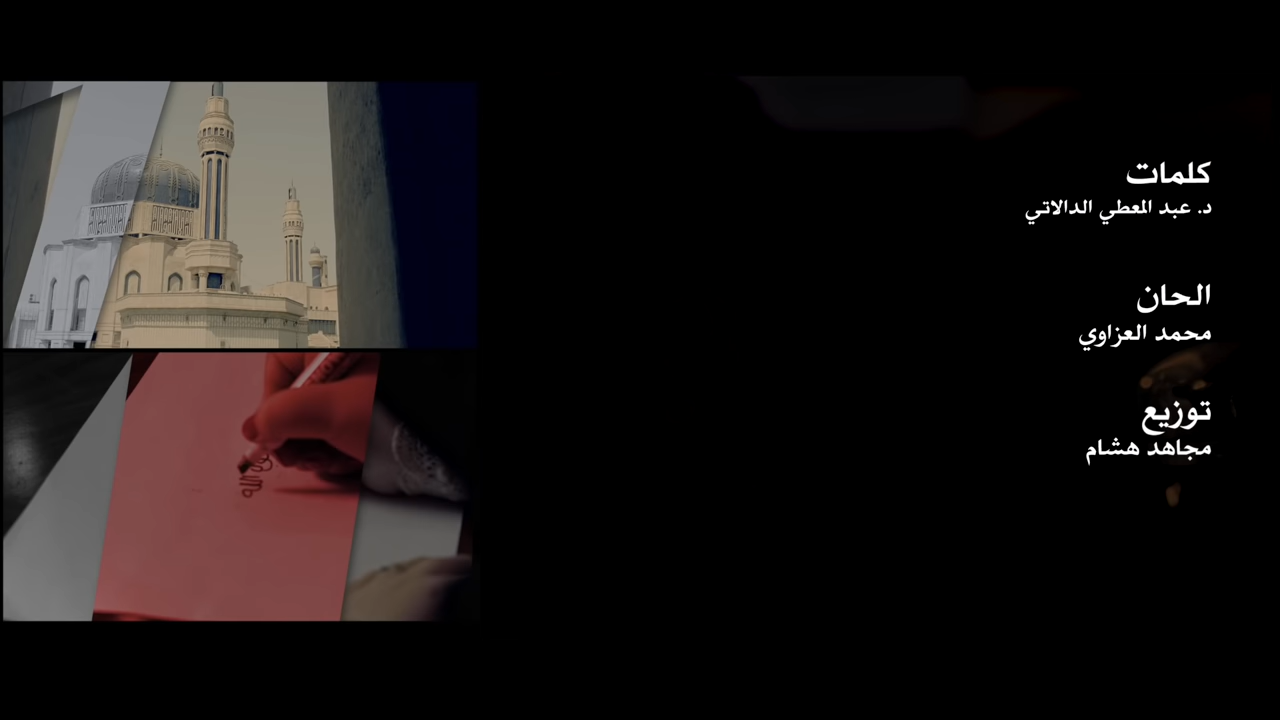 كلمات
د. عبد المعطي الدالاتي
الحان
محمد العزاوي
توزيع
مجاهد هشام